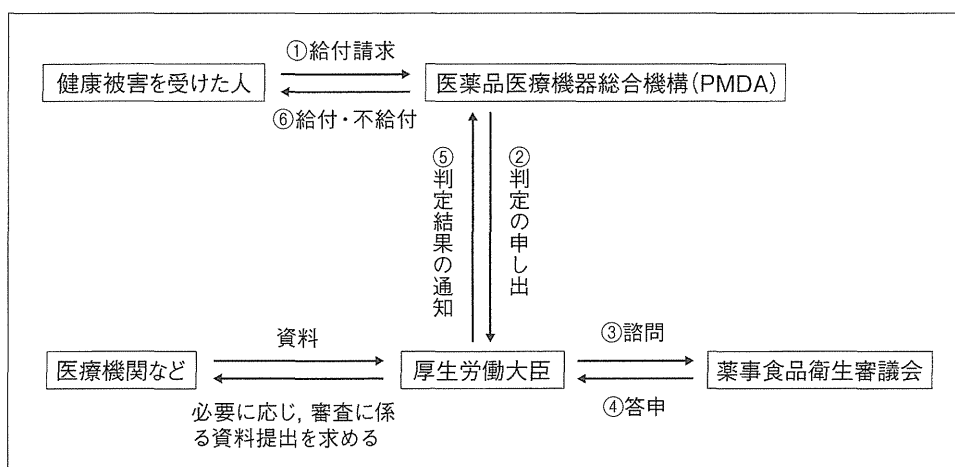 ①給付請求
健康被害を受けた人
医薬品医療機器総合機構(PMDA)
⑥給付・不給付
⑤判定結果の通知
②判定の申し出
資料
③諮問
医療機関など
厚生労働大臣
薬事食品衛生審議会
④答申
必要に応じ,審査に係
る資料提出を求める